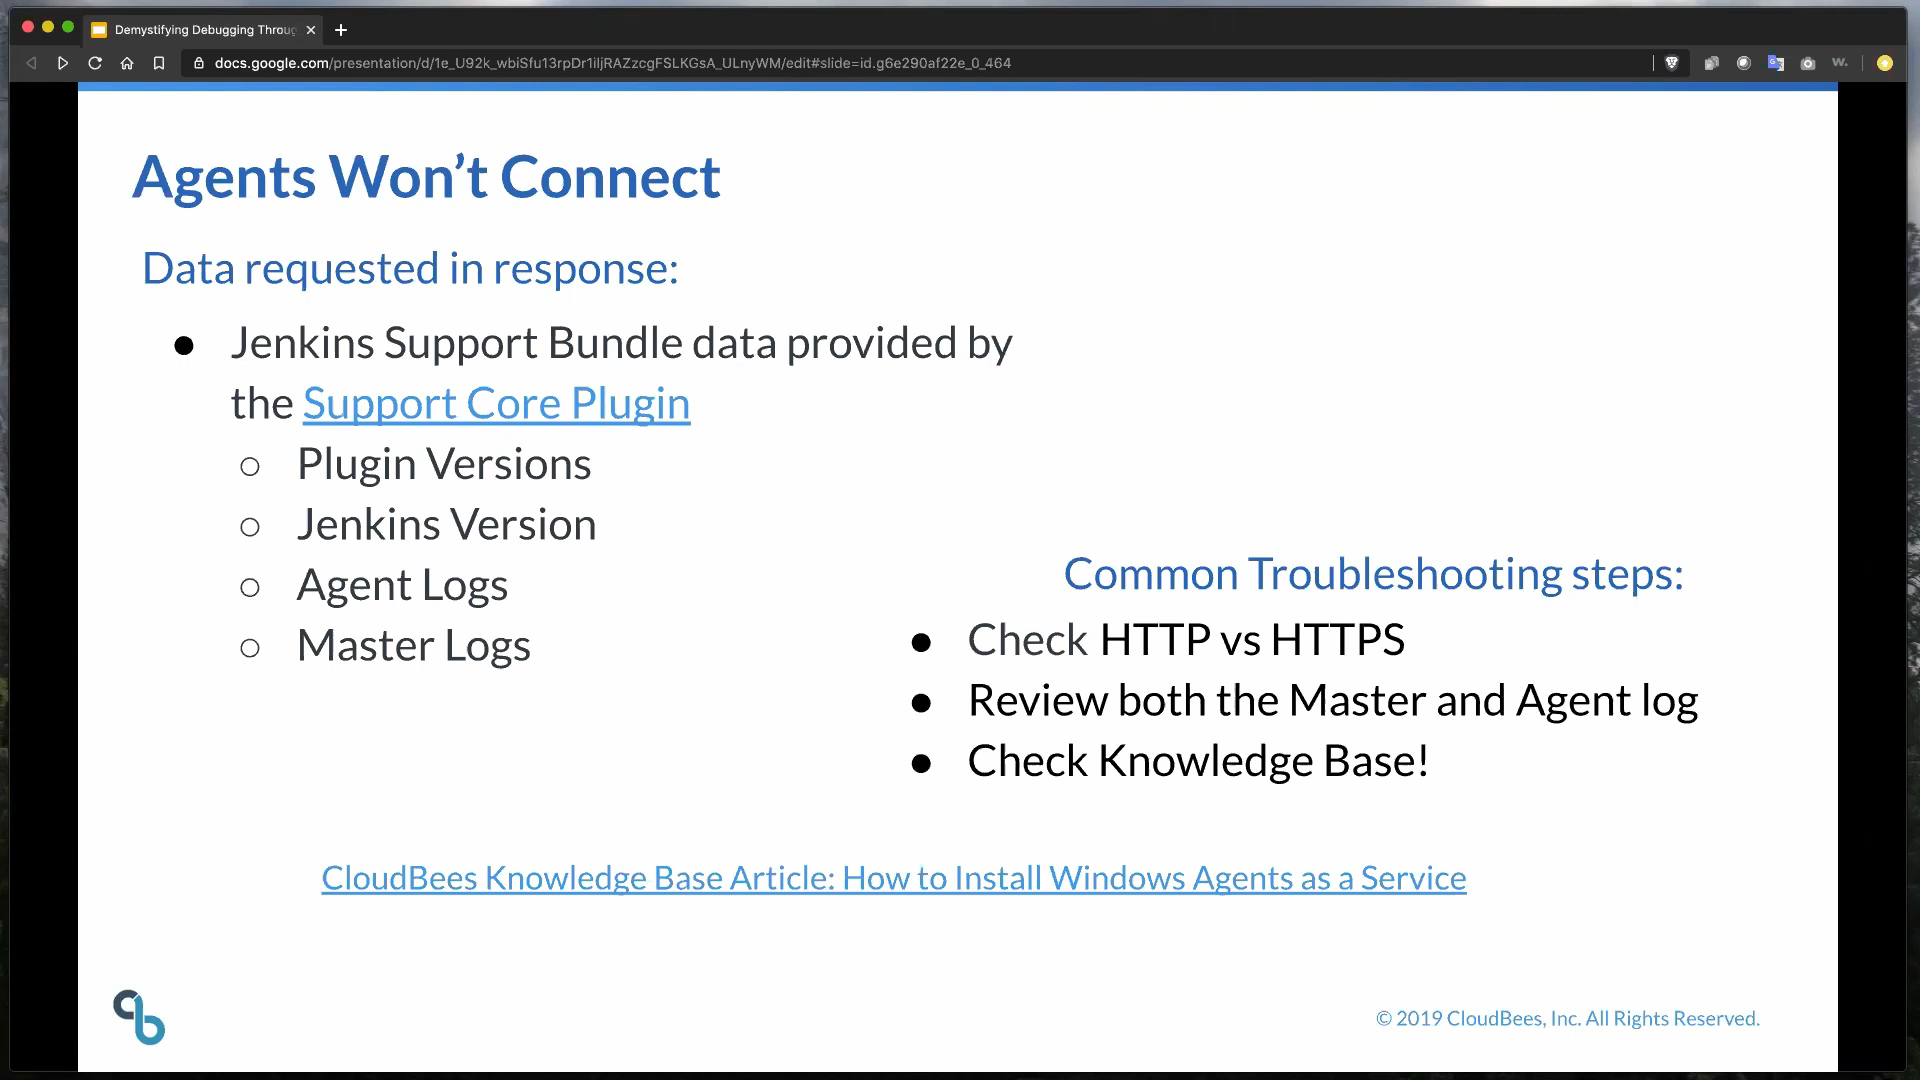 Demystifying Debugging Throu
docs.google.com/presentation/d/1e_U92k_wbiSfu13rpDr1iljRAZzcgFSLKGsA_ULnyWM/edit#slide=id.g6e290af22e_0_464
w.
Agents Won’t Connect
Data requested in response:
● Jenkins Support Bundle data provided by
the Support Core Plugin
○ Plugin Versions
○ Jenkins Version
○ Agent Logs
○ Master Logs
Common Troubleshooting steps:
● Check HTTP vs HTTPS
● Review both the Master and Agent log
● Check Knowledge Base!
CloudBees Knowledge Base Article: How to Install Windows Agents as a Service
© 2019 CloudBees, Inc. All Rights Reserved.